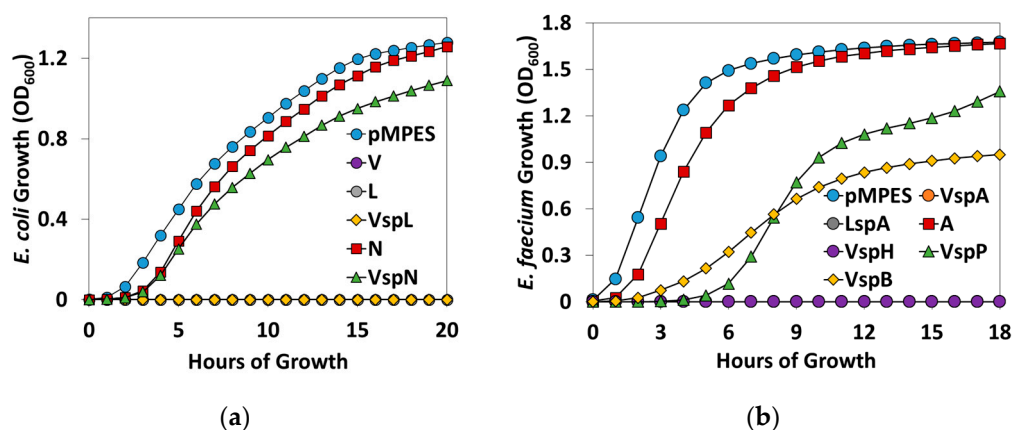 E. coli Growth (OD600)
1.2
0.8
0.4
0
pMPES
V
L
VspL
N
VspN
0 5 10 15 20
Hours of Growth
(a)
E. faecium Growth (OD600)
1.8
1.5
1.2
0.9
0.6
0.3
0
pMPES VspA
LspA A
VspH VspP
VspB
0 3 6 9 12 15 18
Hours of Growth
(b)